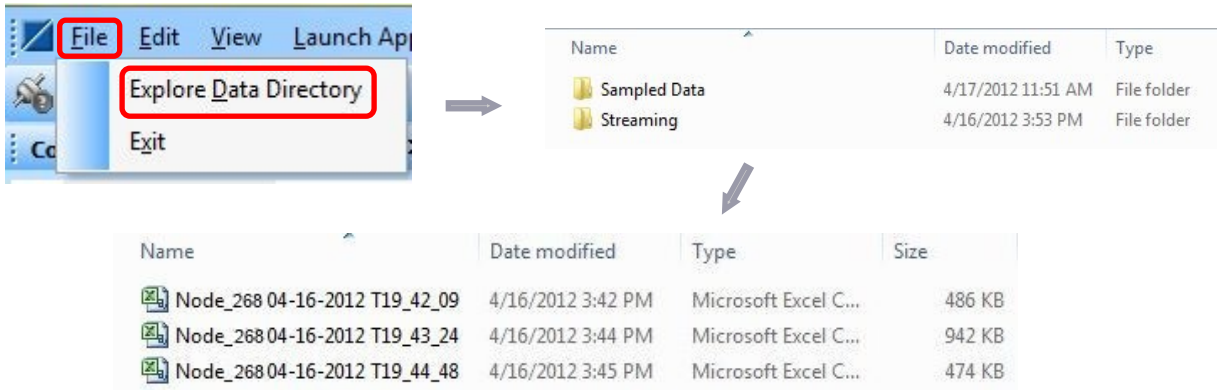 File Edit View Launch App
Explore Data Directory
Co
Exit
Name Date modified Type
Sampled Data 4/17/2012 11:51 AM File folder
Streaming 4/16/2012 3:53 PM File folder
Name Date modified Type Size
Node_268 04-16-2012 T19_42_09 4/16/2012 3:42 PM Microsoft Excel C... 486 KB
Node_268 04-16-2012 T19_43_24 4/16/2012 3:44 PM Microsoft Excel C... 942 KB
Node_268 04-16-2012 T19_44_48 4/16/2012 3:45 PM Microsoft Excel C... 474 KB